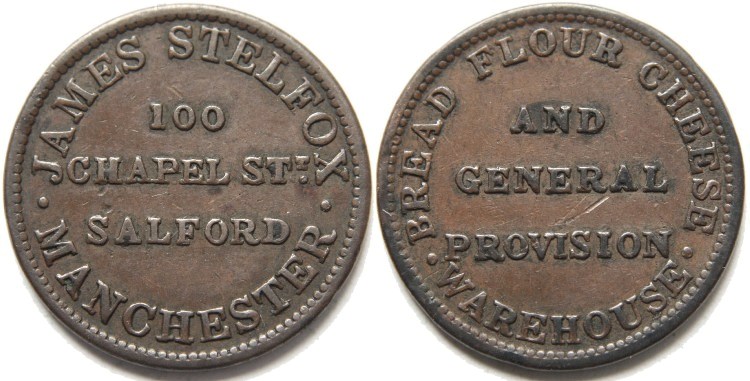 JAMES STELFOX
100
CHAPEL ST:
SALFORD
· MANCHESTER ·
BREAD FLOUR CHEESE
AND
GENERAL
PROVISION
· WAREHOUSE ·